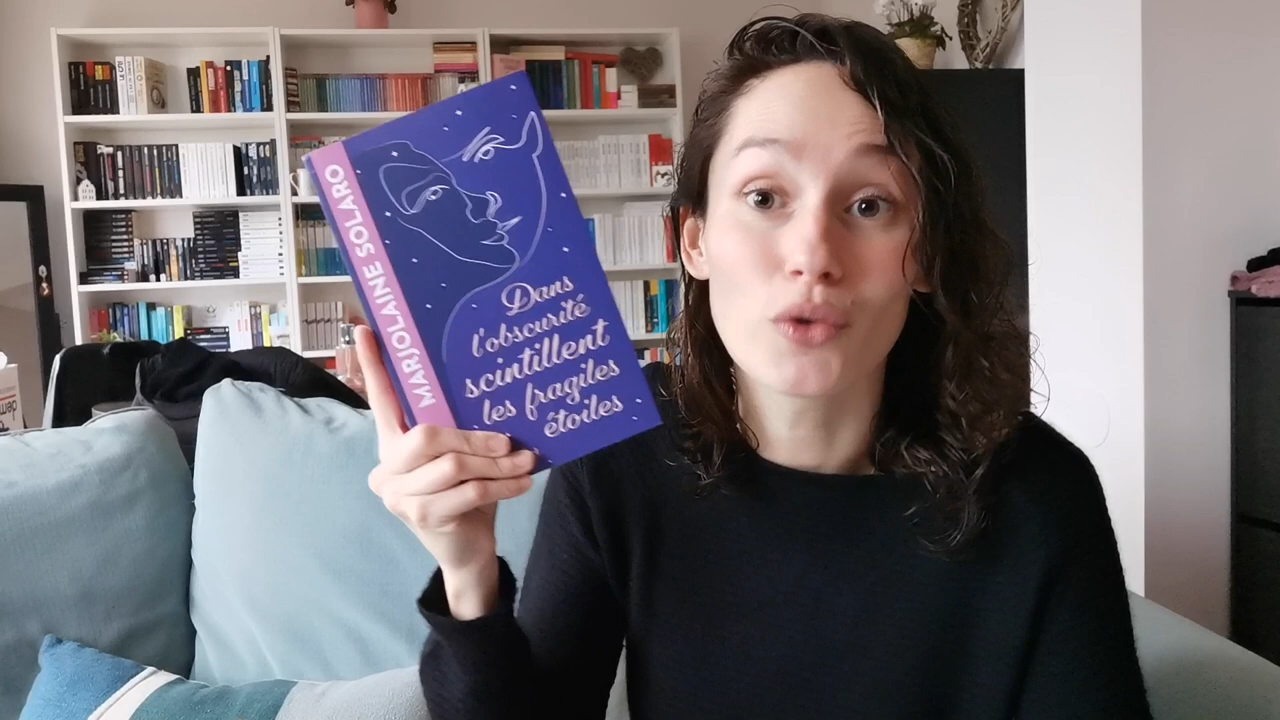 MARJOLAINE SOLARO
Dans
l'obscurité
scintillent
les fragiles
étoiles